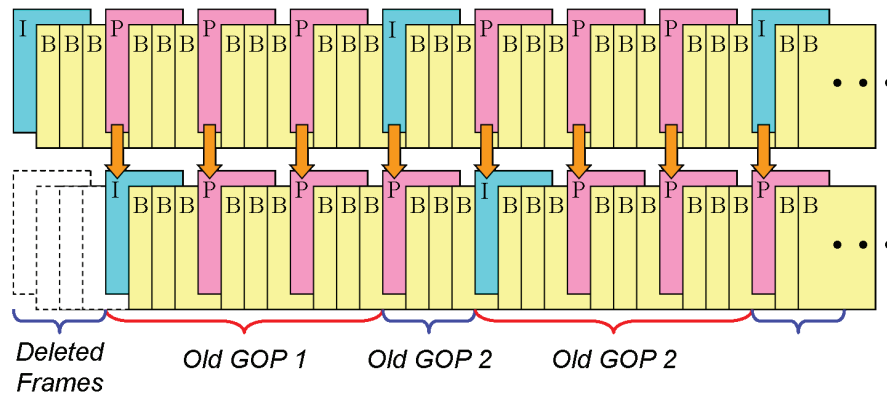 I B B B P B B B P B B B P B B B I B B B P B B B P B B B P B B B I B B
I B B B P B B B P B B B P B B B I B B B P B B B P B B B P B B
Deleted Frames
Old GOP 1
Old GOP 2
Old GOP 2